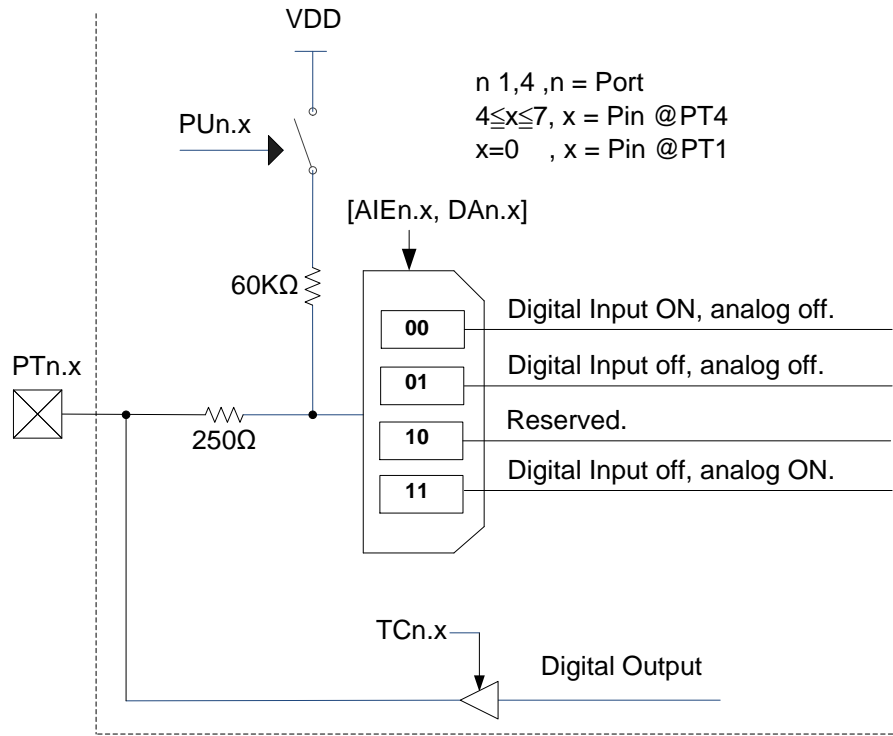 VDD
n 1,4 ,n = Port
4≦x≦7, x = Pin @PT4
x=0 , x = Pin @PT1
PUn.x
[AIEn.x, DAn.x]
60KΩ
00
Digital Input ON, analog off.
01
Digital Input off, analog off.
PTn.x
250Ω
10
Reserved.
11
Digital Input off, analog ON.
TCn.x
Digital Output